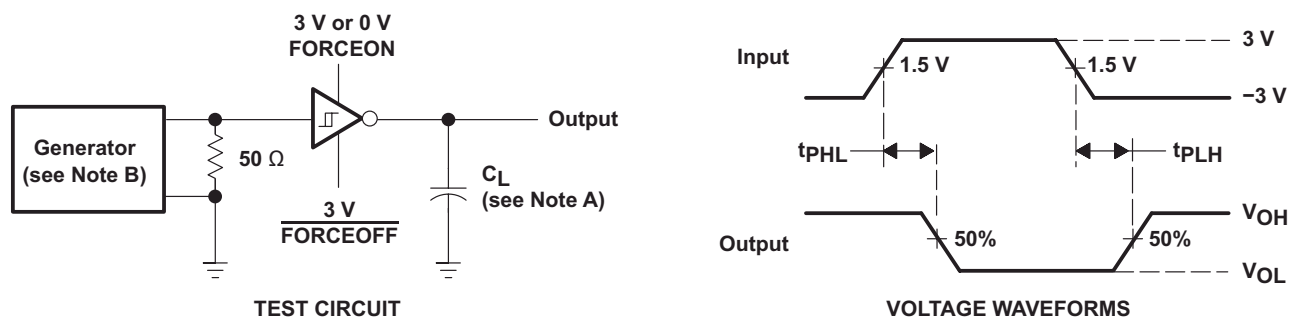 3 V or 0 V
FORCEON
Generator
(see Note B)
50 Ω
Output
CL
(see Note A)
3 V
FORCEOFF
TEST CIRCUIT
Input
3 V
1.5 V
1.5 V
−3 V
tPHL
tPLH
Output
50%
50%
VOH
VOL
VOLTAGE WAVEFORMS